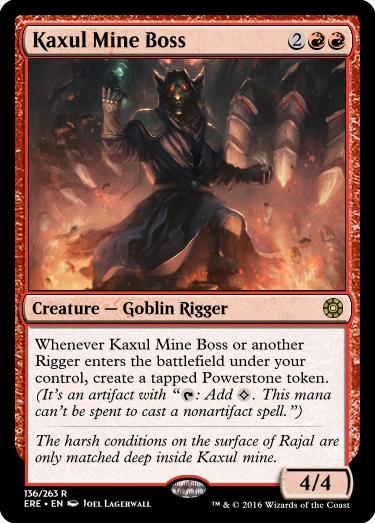 Kaxul Mine Boss 2
Creature — Goblin Rigger
Whenever Kaxul Mine Boss or another
Rigger enters the battlefield under your
control, create a tapped Powerstone token.
(It's an artifact with “: Add . This mana
can't be spent to cast a nonartifact spell.”)
The harsh conditions on the surface of Rajal are
only matched deep inside Kaxul mine.
4/4
136/263 R
ERE • EN Joel Lagerwall
™ & © 2016 Wizards of the Coast